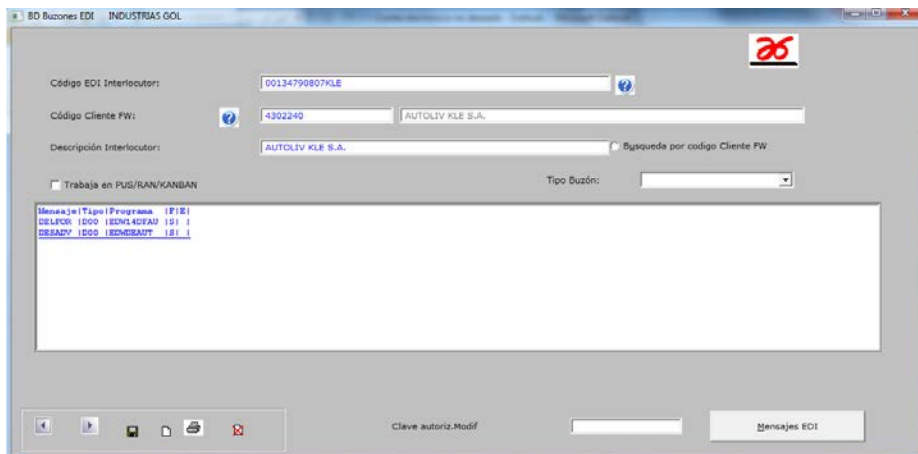 BD Buzones EDI INDUSTRIAS GOL
Código EDI Interlocutor: 00134790807KLE
Código Cliente FW: 4302240 AUTOLIV KLE S.A.
Descripción Interlocutor: AUTOLIV KLE S.A. Busqueda por codigo Cliente FW
Trabaja en PUS/RAN/KANBAN Tipo Buzón:
Mensaje|Tipo|Programa |F|E|
DELFOR |D00 |EDW14DFAU |S| |
DESADV |D00 |EDWDEAUT |S| |
Clave autoriz.Modif Mensajes EDI